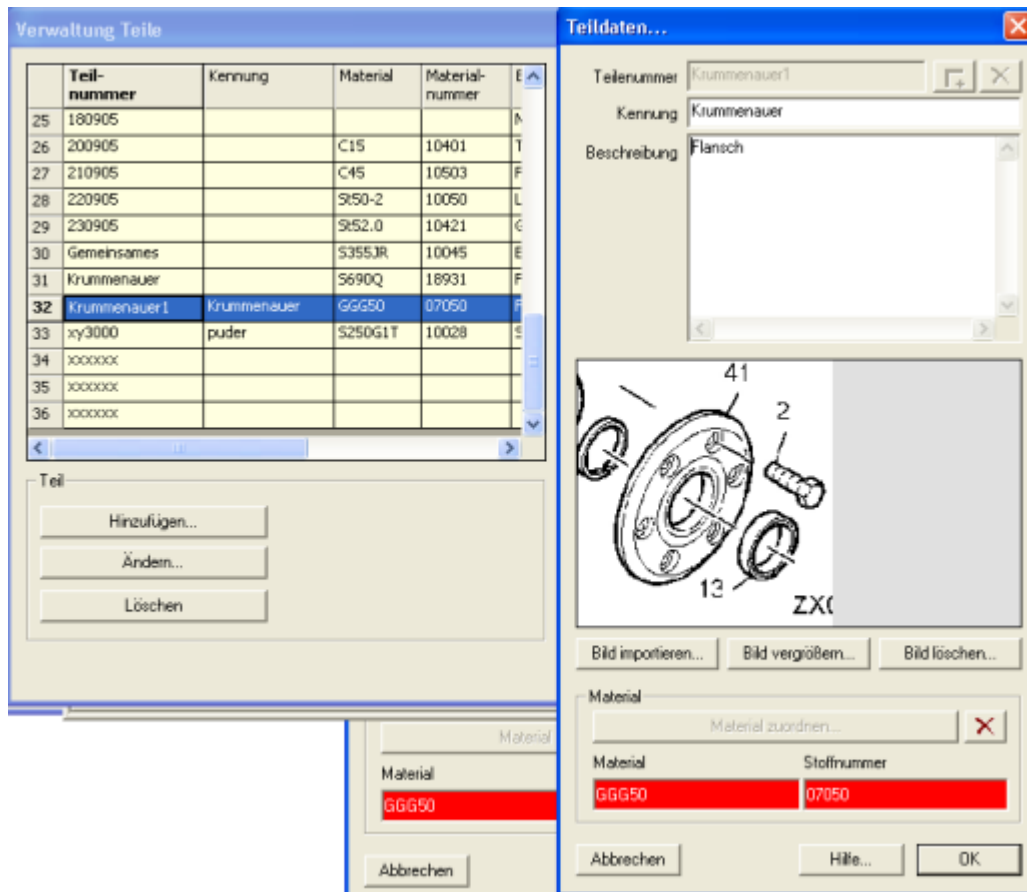 Verwaltung Teile
Teil-
nummer
Kennung
Material
Material-
nummer
25 180905
26 200905 C15 10401
27 210905 C45 10503
28 220905 St50-2 10050
29 230905 St52.0 10421
30 Gemeinsames S355JR 10045
31 Krummenauer S690Q 18931
32 Krummenauer1 Krummenauer GGG50 07050
33 xy3000 puder S250G1T 10028
34 xxxxxx
35 xxxxxx
36 xxxxxx
Teil
Hinzufügen...
Ändern...
Löschen
Material
Material
GGG50
Abbrechen
Teildaten...
Teilenummer Krummenauer1
Kennung Krummenauer
Beschreibung Flansch
41
2
13
ZX
Bild importieren... Bild vergrößern... Bild löschen...
Material
Material zuordnen...
Material Stoffnummer
GGG50 07050
Abbrechen Hilfe... OK